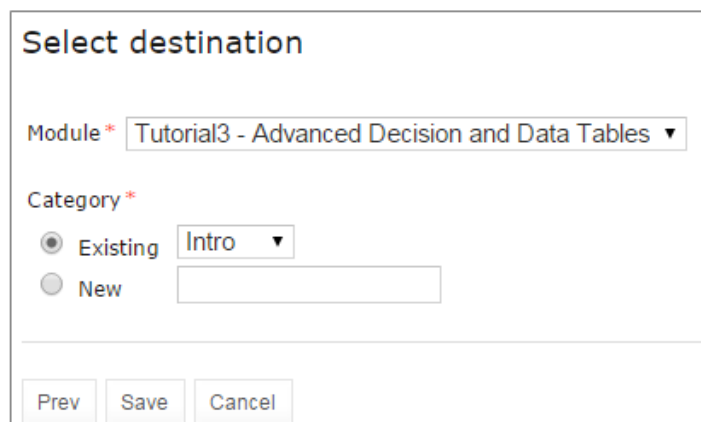 Select destination
Module * Tutorial3 - Advanced Decision and Data Tables
Category *
Existing Intro
New
Prev Save Cancel